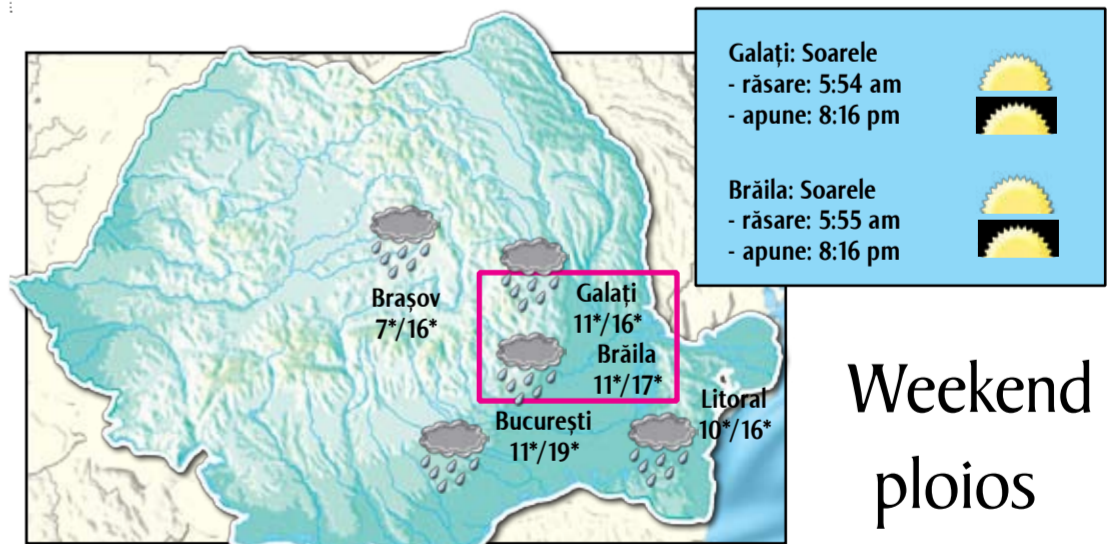 Galați: Soarele
- răsare: 5:54 am
- apune: 8:16 pm
Brăila: Soarele
- răsare: 5:55 am
- apune: 8:16 pm
Brașov
7*/16*
Galați
11*/16*
Brăila
11*/17*
Litoral
10*/16*
București
11*/19*
Weekend
ploios